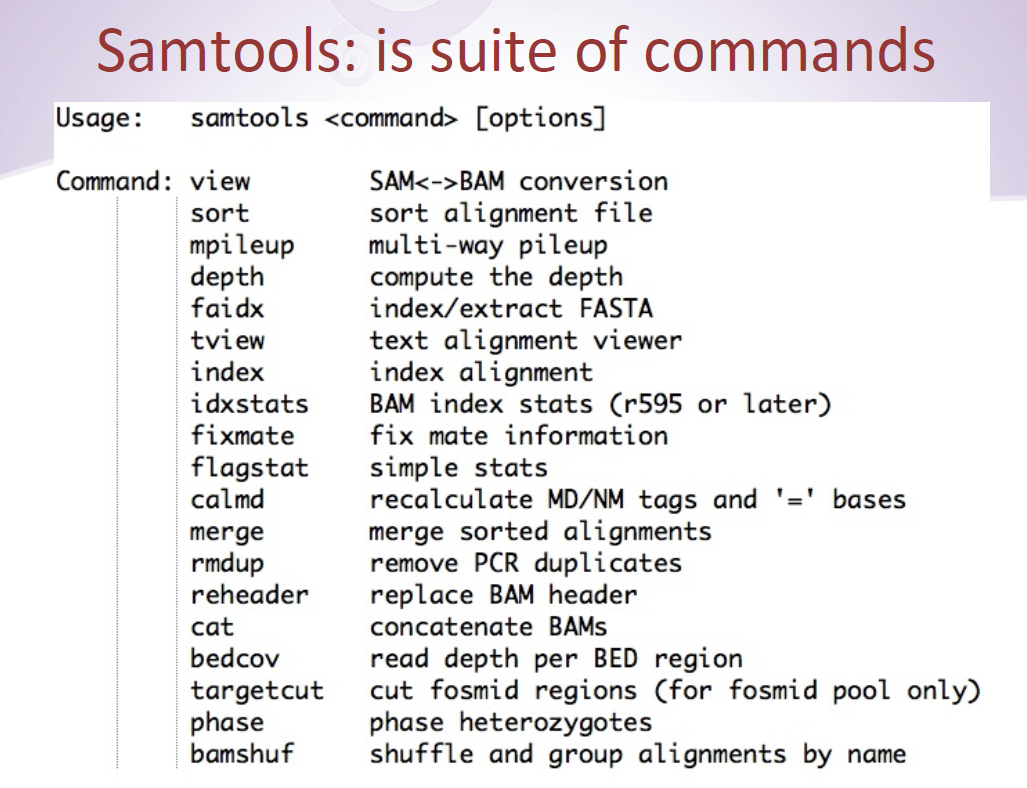 Samtools: is suite of commands
Usage: samtools <command> [options]
Command: view SAM<->BAM conversion
sort sort alignment file
mpileup multi-way pileup
depth compute the depth
faidx index/extract FASTA
tview text alignment viewer
index index alignment
idxstats BAM index stats (r595 or later)
fixmate fix mate information
flagstat simple stats
calmd recalculate MD/NM tags and '=' bases
merge merge sorted alignments
rmdup remove PCR duplicates
reheader replace BAM header
cat concatenate BAMs
bedcov read depth per BED region
targetcut cut fosmid regions (for fosmid pool only)
phase phase heterozygotes
bamshuf shuffle and group alignments by name